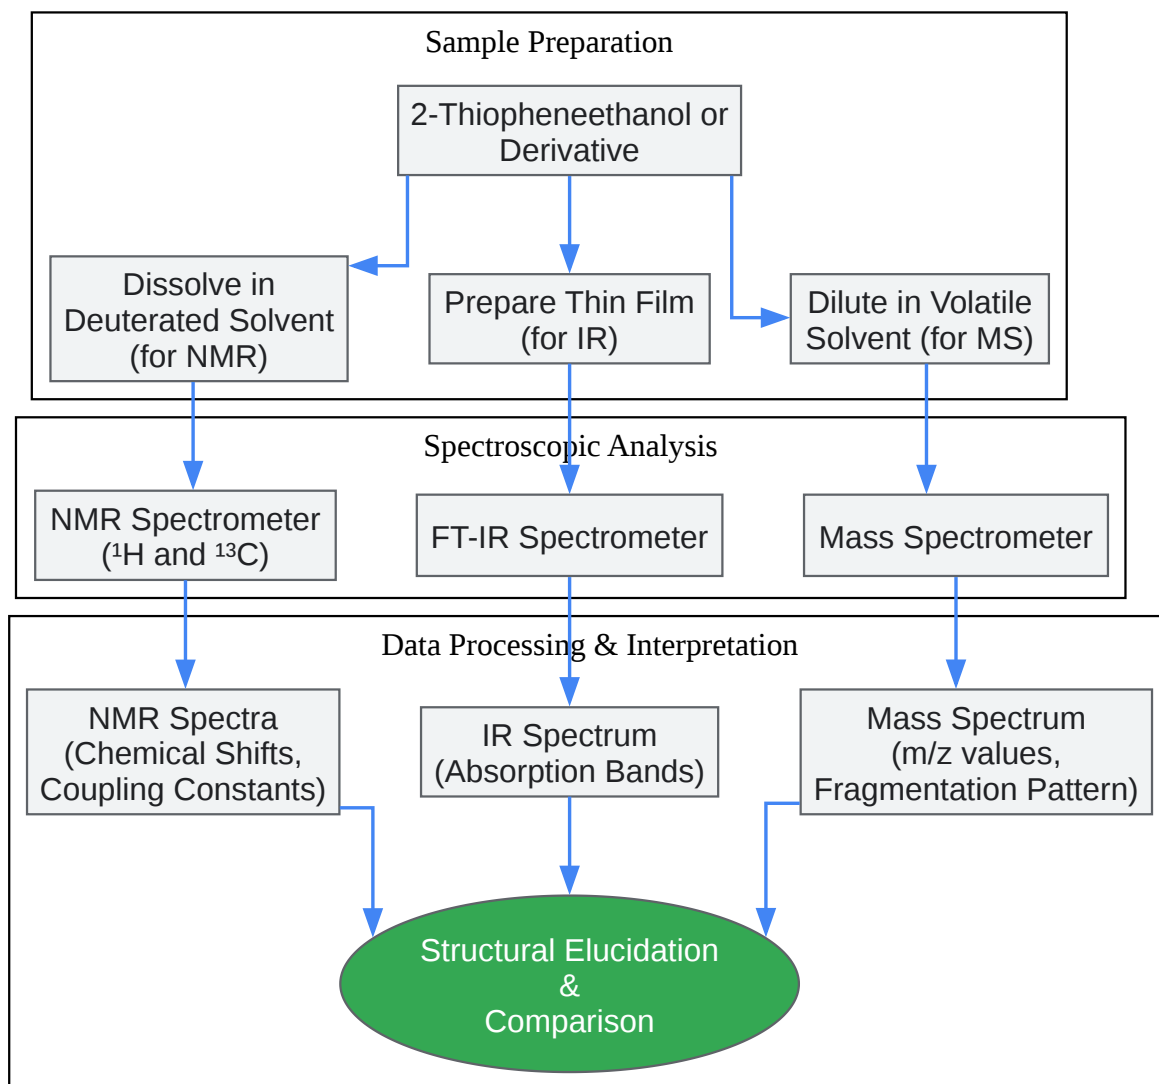 Sample Preparation
2-Thiopheneethanol or
Derivative
Dissolve in
Deuterated Solvent
(for NMR)
Prepare Thin Film
(for IR)
Dilute in Volatile
Solvent (for MS)
Spectroscopic Analysis
NMR Spectrometer
(¹H and ¹³C)
FT-IR Spectrometer
Mass Spectrometer
Data Processing & Interpretation
NMR Spectra
(Chemical Shifts,
Coupling Constants)
IR Spectrum
(Absorption Bands)
Mass Spectrum
(m/z values,
Fragmentation Pattern)
Structural Elucidation
&
Comparison